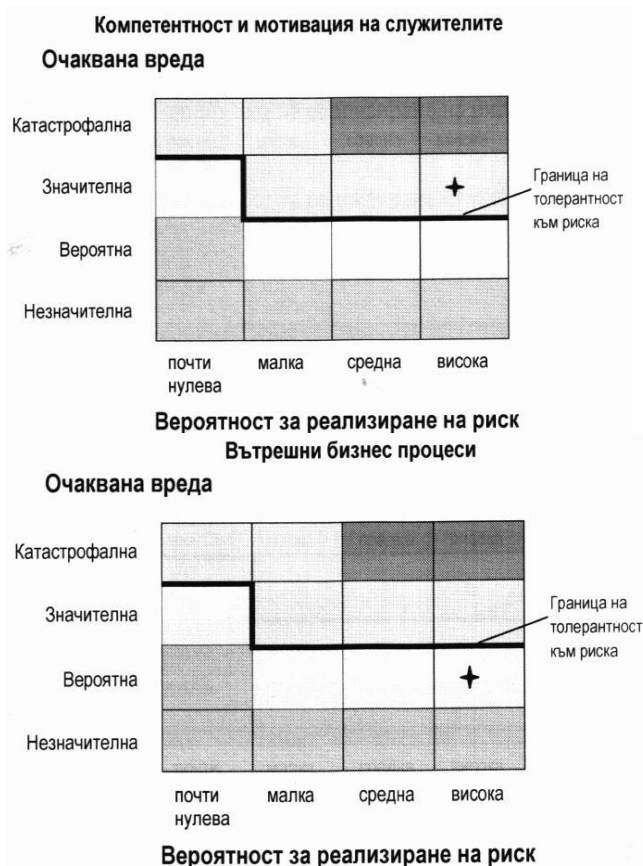 Компетентност и мотивация на служителите
Очаквана вреда
Катастрофална
Значителна
Вероятна
Незначителна
Граница на
толерантност
към риска
почти
нулева
малка
средна
висока
Вероятност за реализиране на риск
Вътрешни бизнес процеси
Очаквана вреда
Катастрофална
Значителна
Вероятна
Незначителна
Граница на
толерантност
към риска
почти
нулева
малка
средна
висока
Вероятност за реализиране на риск